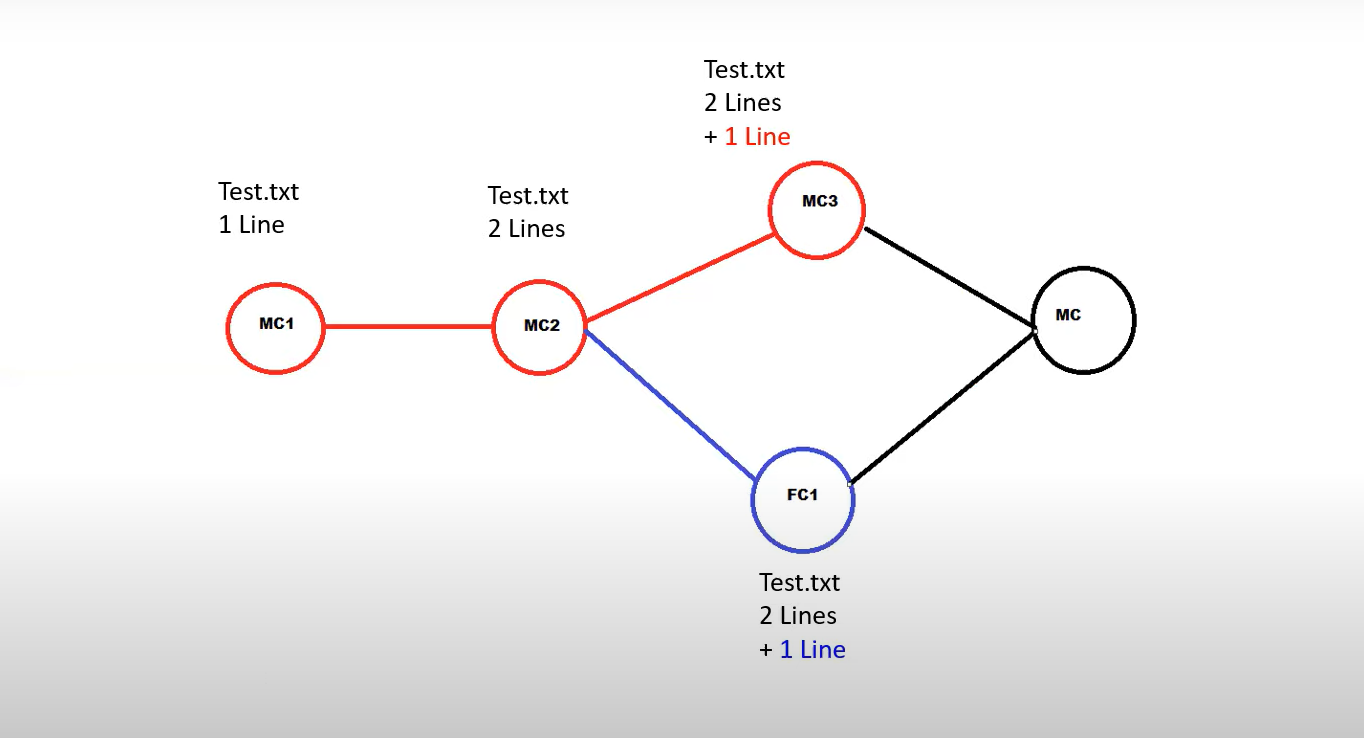 Test.txt
2 Lines
+ 1 Line
MC3
Test.txt
1 Line
Test.txt
2 Lines
MC1
MC2
MC
FC1
Test.txt
2 Lines
+ 1 Line